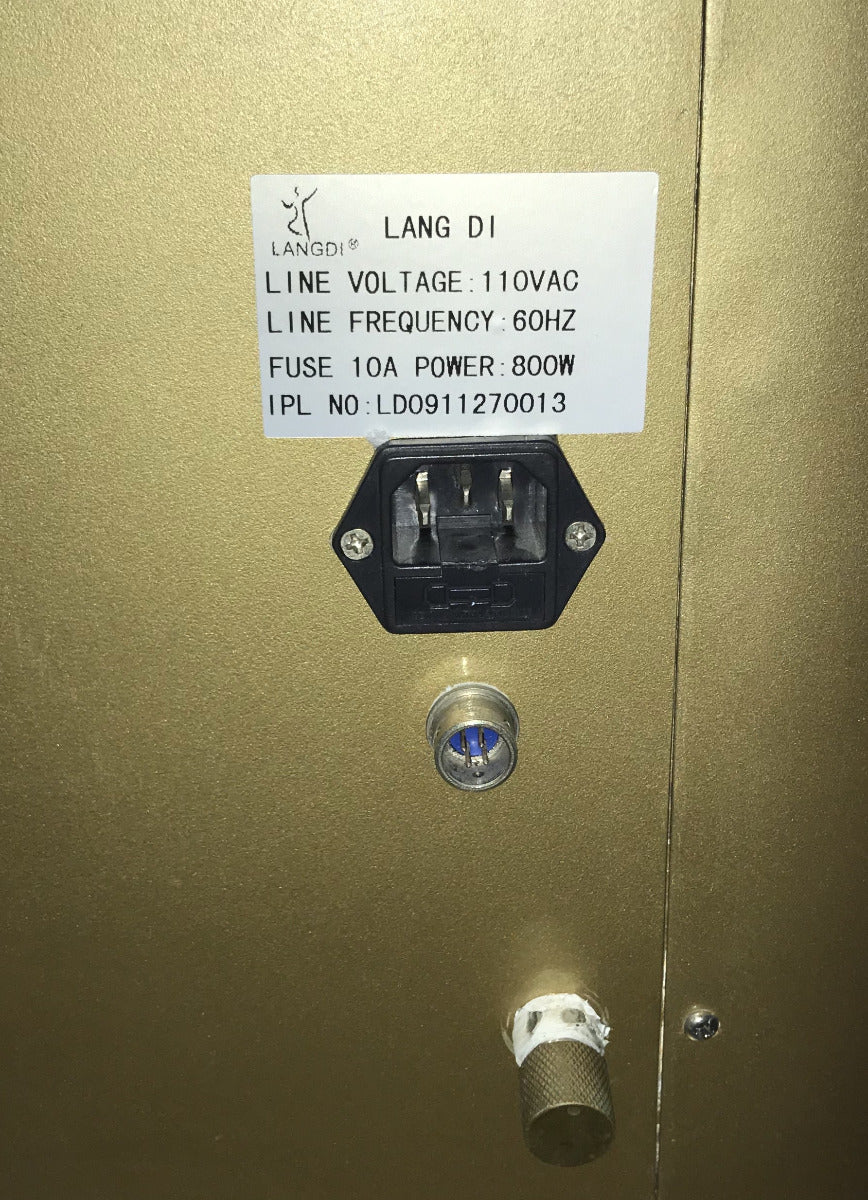 LANG DI
LANGDI®
LINE VOLTAGE:110VAC
LINE FREQUENCY:60HZ
FUSE 10A POWER:800W
IPL NO:LD0911270013